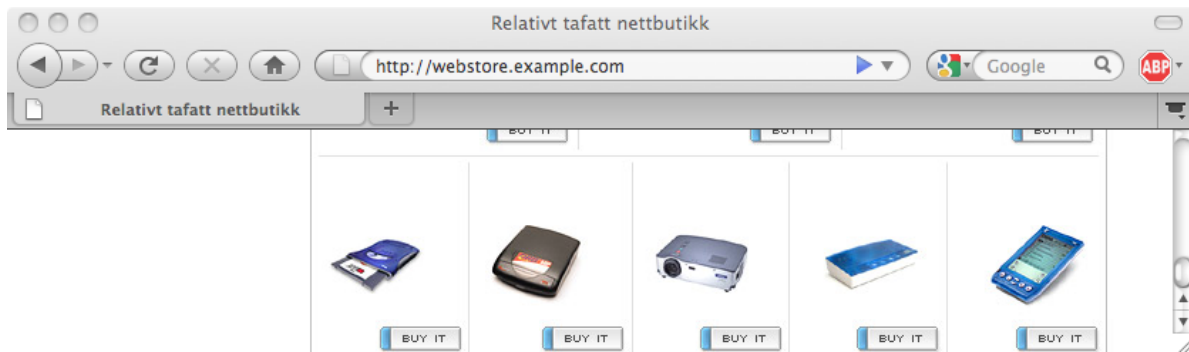 Relativt tafatt nettbutikk
http://webstore.example.com
Google
ABP
Relativt tafatt nettbutikk
BUY IT BUY IT BUY IT
BUY IT BUY IT BUY IT BUY IT BUY IT